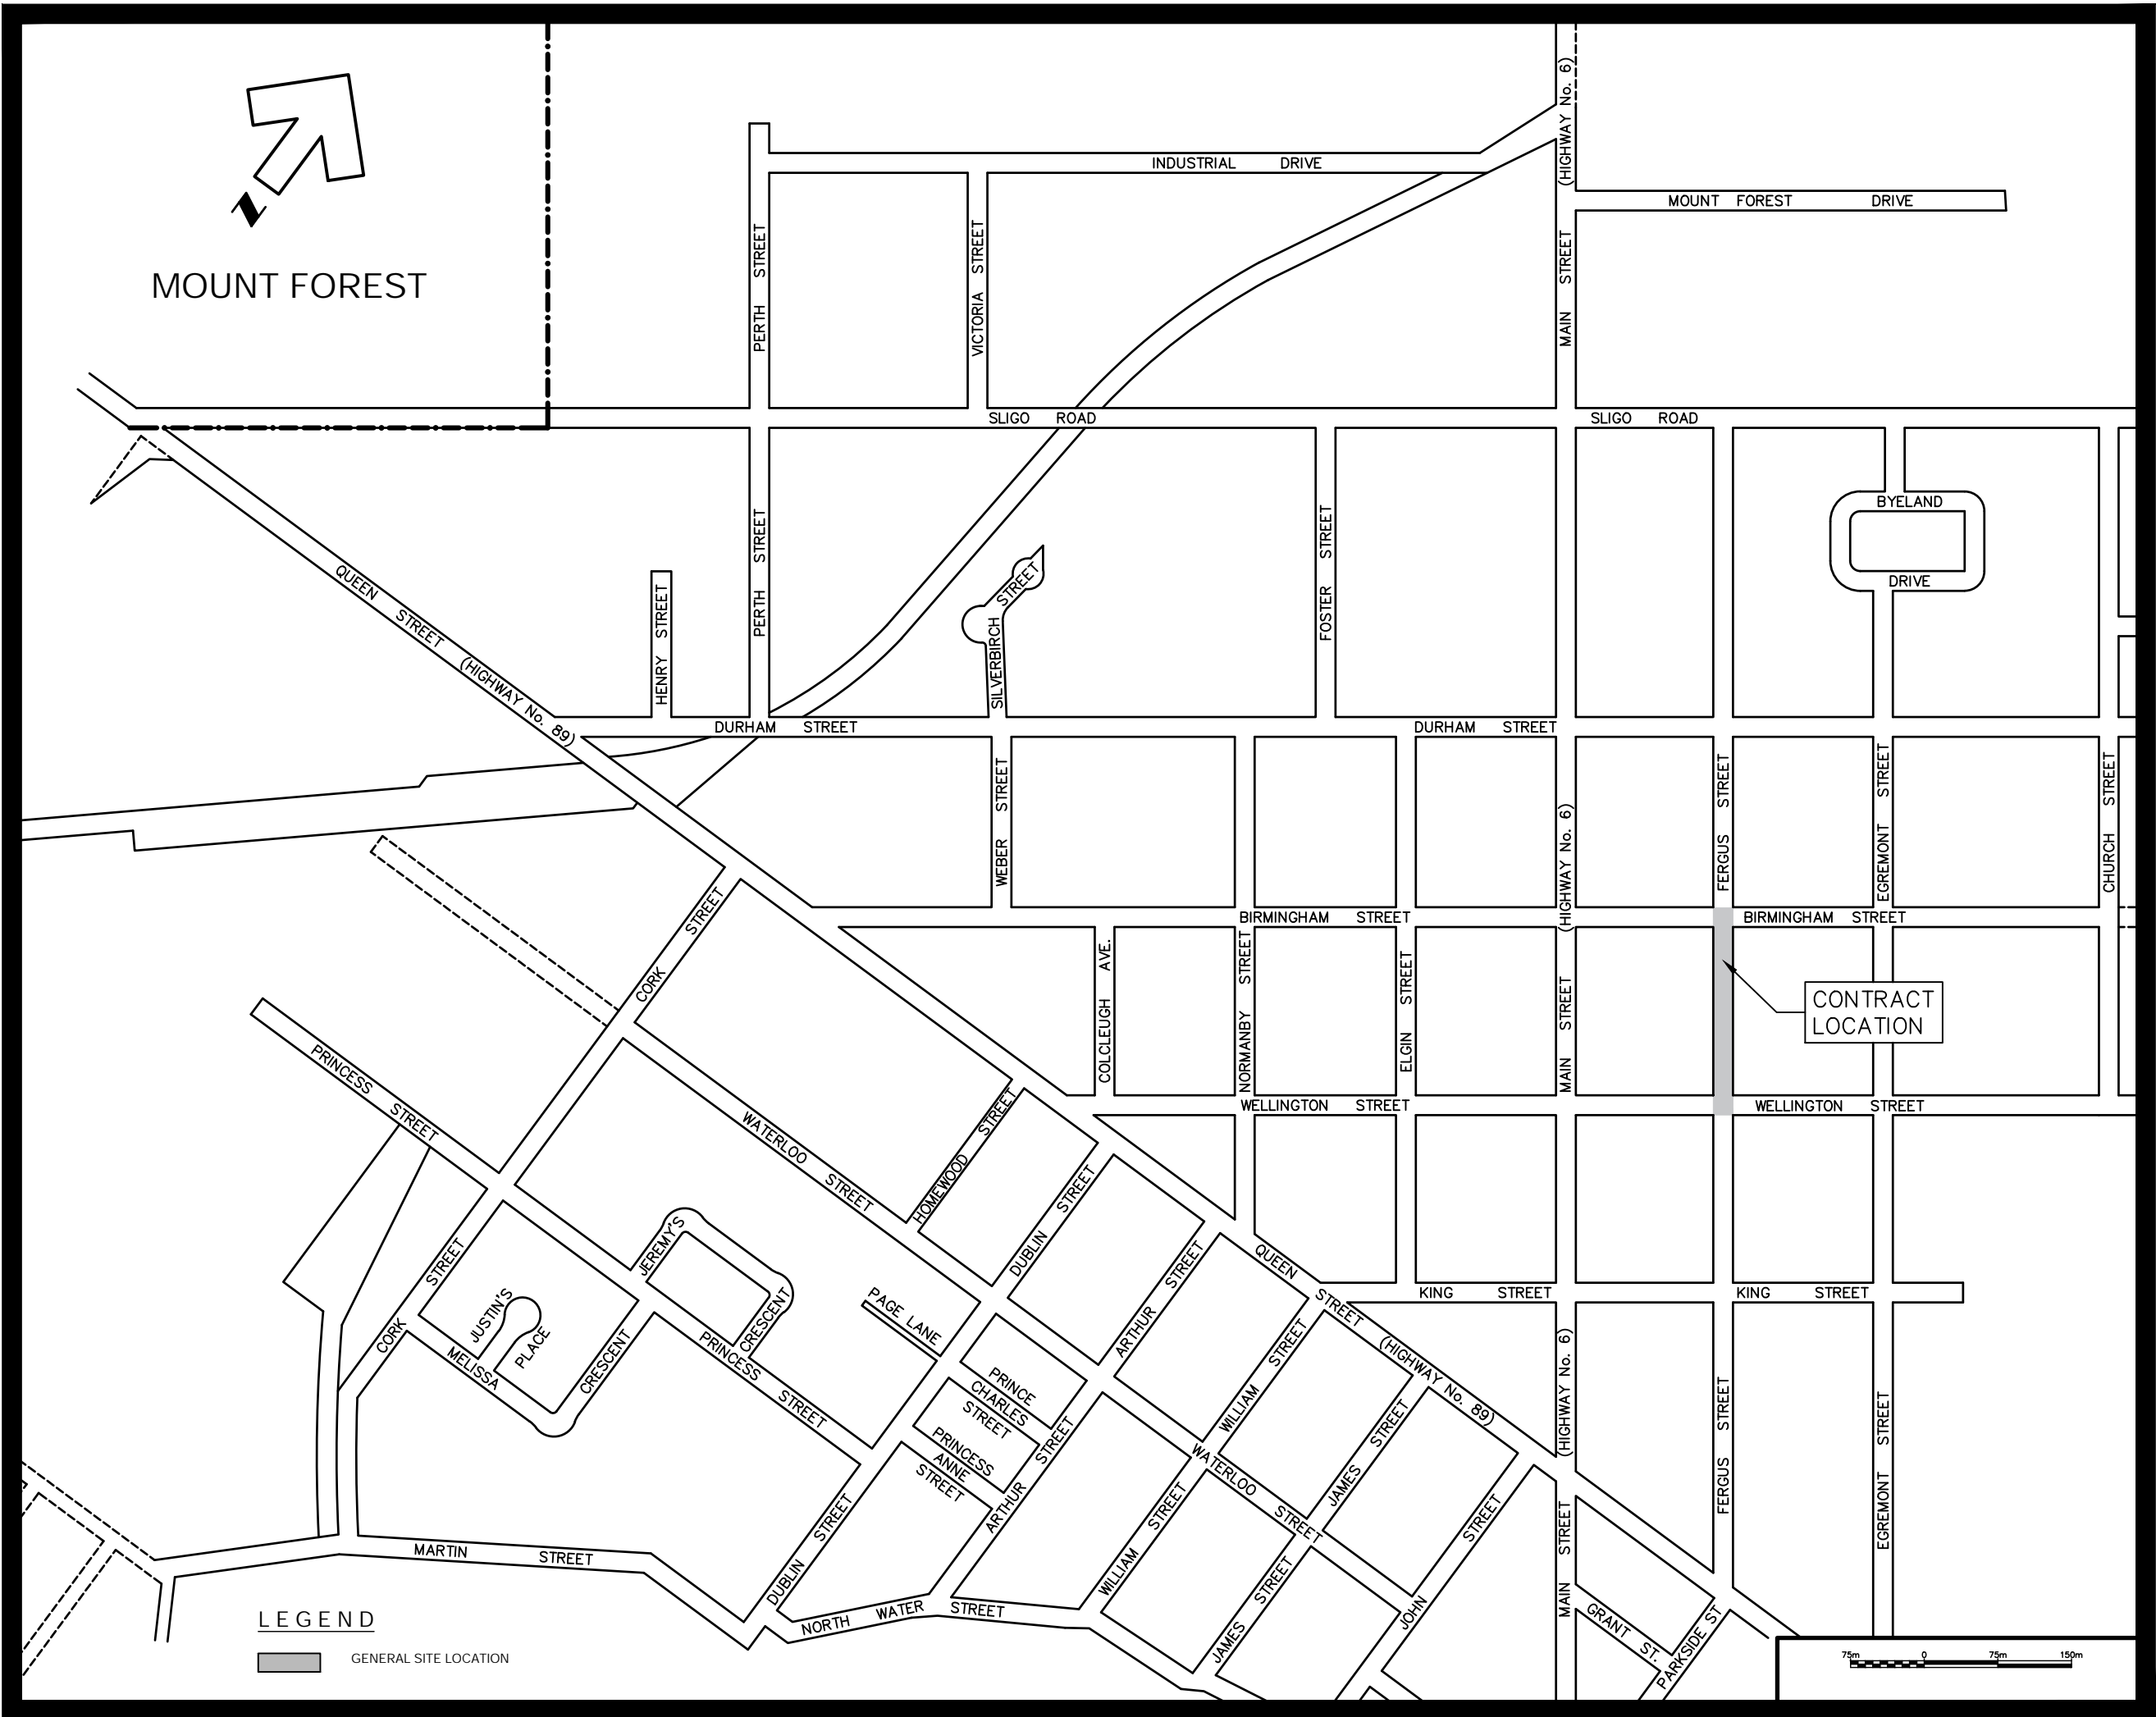 (HIGHWAY No. 6)
INDUSTRIAL DRIVE
MOUNT FOREST DRIVE
N
MOUNT FOREST
PERTH STREET
VICTORIA STREET
MAIN STREET
SLIGO ROAD
SLIGO ROAD
BYELAND
DRIVE
QUEEN STREET (HIGHWAY No. 89)
HENRY STREET
PERTH STREET
SILVERBIRCH STREET
FOSTER STREET
DURHAM STREET
DURHAM STREET
WEBER STREET
(HIGHWAY No. 6)
FERGUS STREET
EGREMONT STREET
CHURCH STREET
BIRMINGHAM STREET
BIRMINGHAM STREET
CORK STREET
COLCLEUGH AVE.
NORMANBY STREET
ELGIN STREET
MAIN STREET
CONTRACT
LOCATION
PRINCESS STREET
WATERLOO STREET
HOMEWOOD STREET
WELLINGTON STREET
WELLINGTON STREET
DUBLIN STREET
ARTHUR STREET
QUEEN STREET (HIGHWAY No. 89)
KING STREET
KING STREET
CORK STREET
JUSTIN'S
PLACE
MELISSA CRESCENT
JEREMY'S CRESCENT
PRINCESS STREET
PAGE LANE
PRINCE
CHARLES
STREET
PRINCESS
ANNE
STREET
ARTHUR STREET
WILLIAM STREET
WATERLOO STREET
JAMES STREET
(HIGHWAY No. 6)
FERGUS STREET
EGREMONT STREET
MARTIN STREET
DUBLIN STREET
NORTH WATER STREET
WILLIAM STREET
JAMES STREET
JOHN STREET
MAIN STREET
GRANT ST.
PARKSIDE ST
LEGEND
GENERAL SITE LOCATION
75m 0 75m 150m